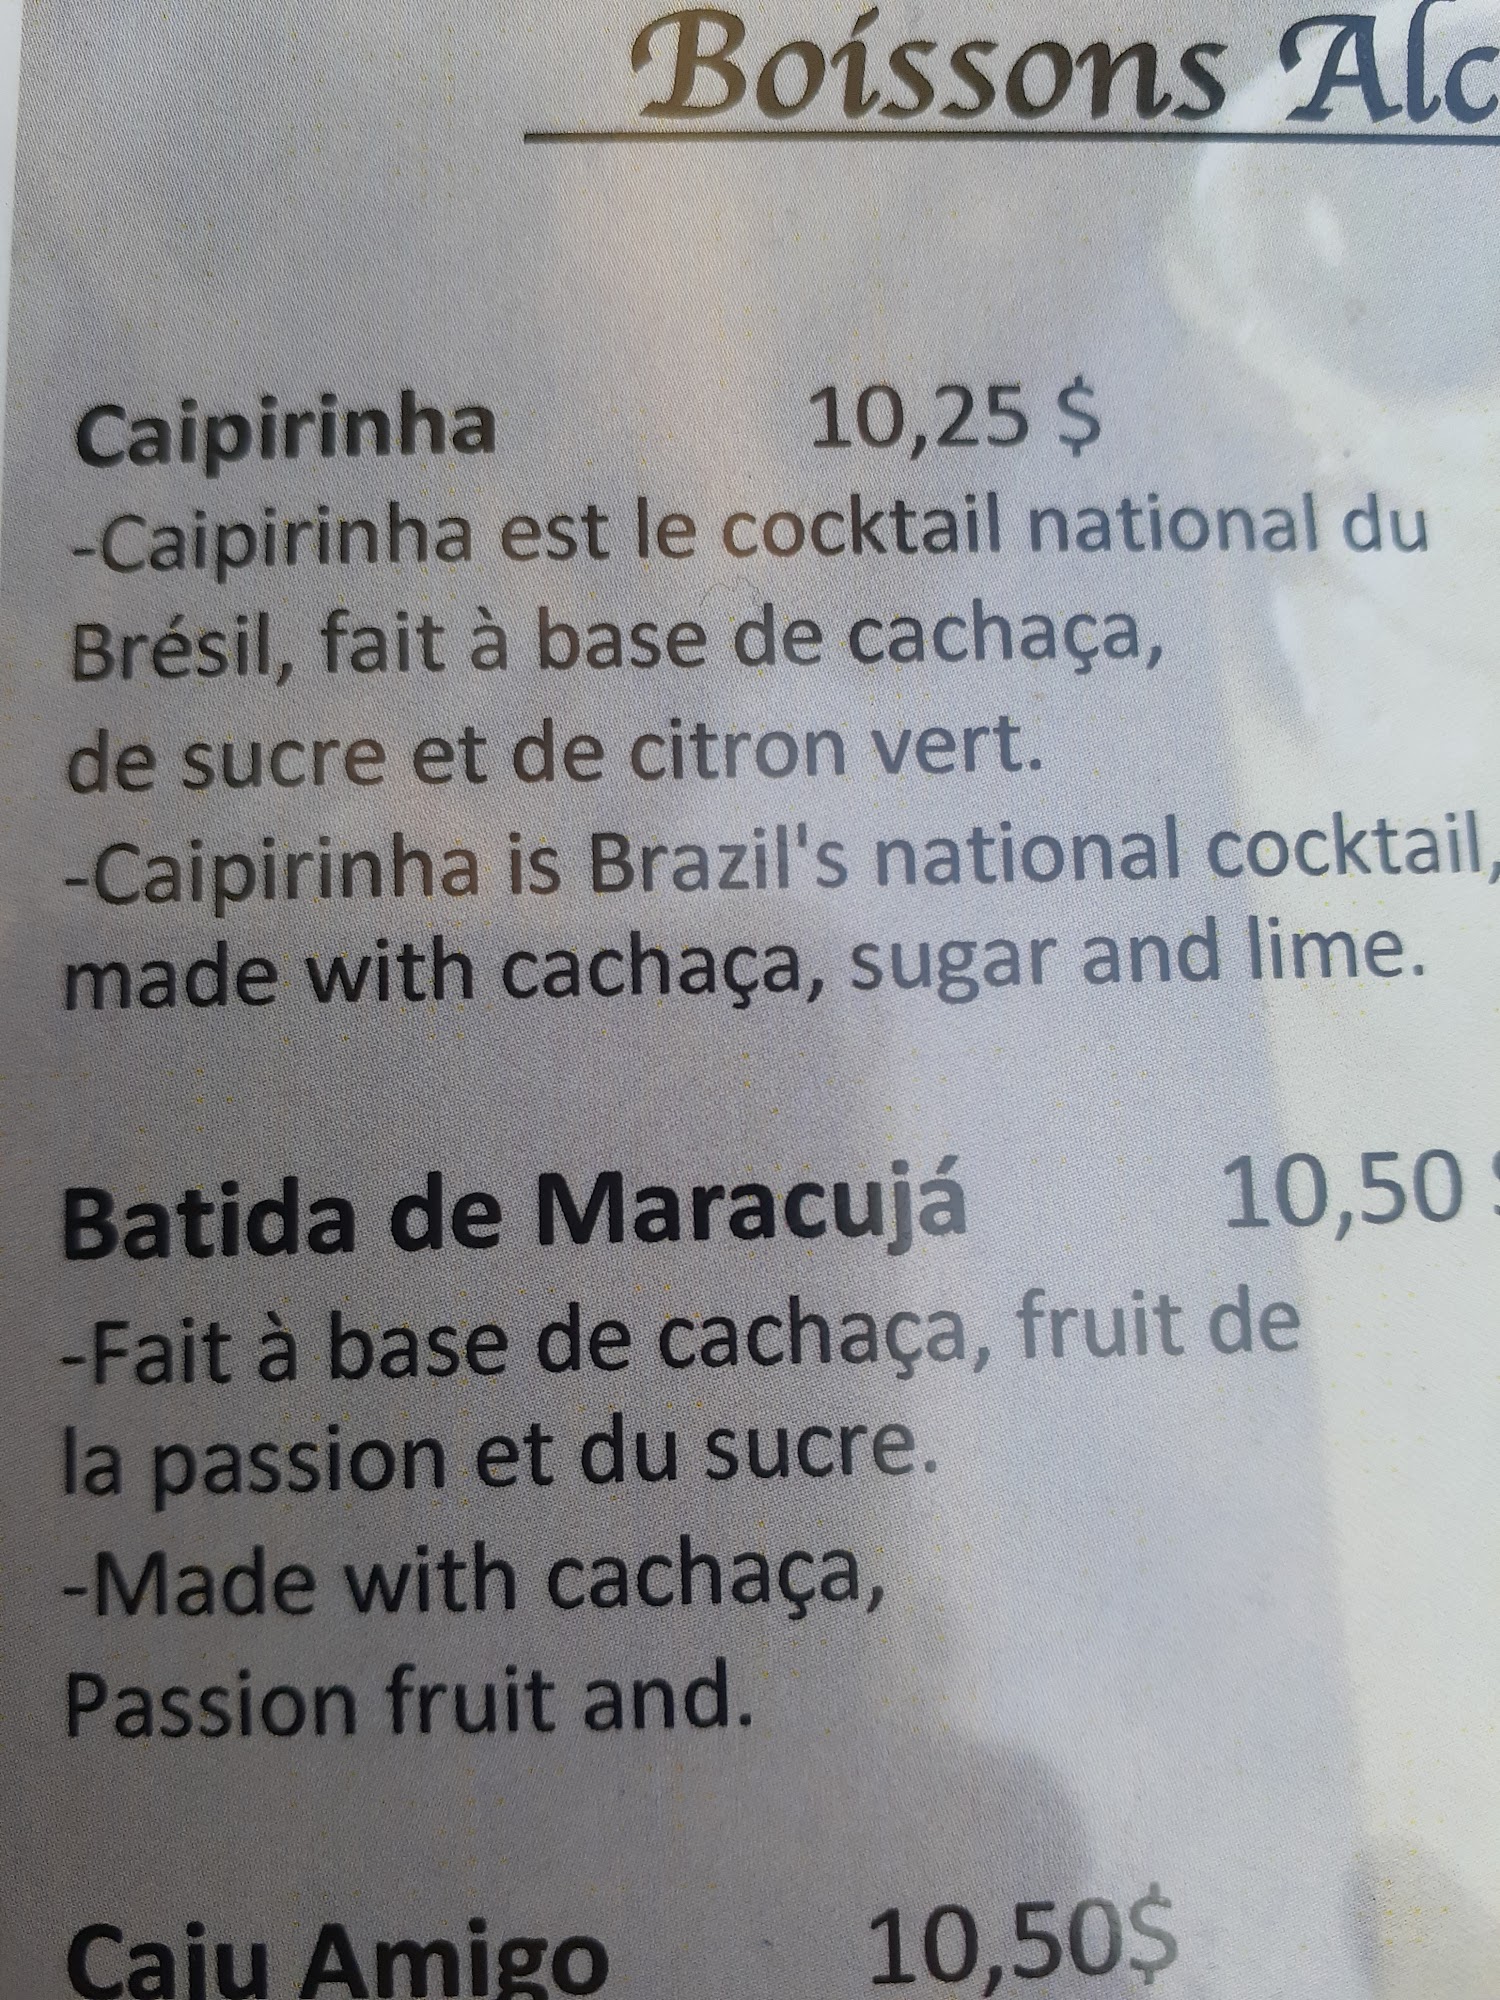 Boissons Alc
Caipirinha 10,25 $
-Caipirinha est le cocktail national du
Brésil, fait à base de cachaça,
de sucre et de citron vert.
-Caipirinha is Brazil's national cocktail,
made with cachaça, sugar and lime.
Batida de Maracujá 10,50 $
-Fait à base de cachaça, fruit de
la passion et du sucre.
-Made with cachaça,
Passion fruit and.
Caju Amigo 10,50$